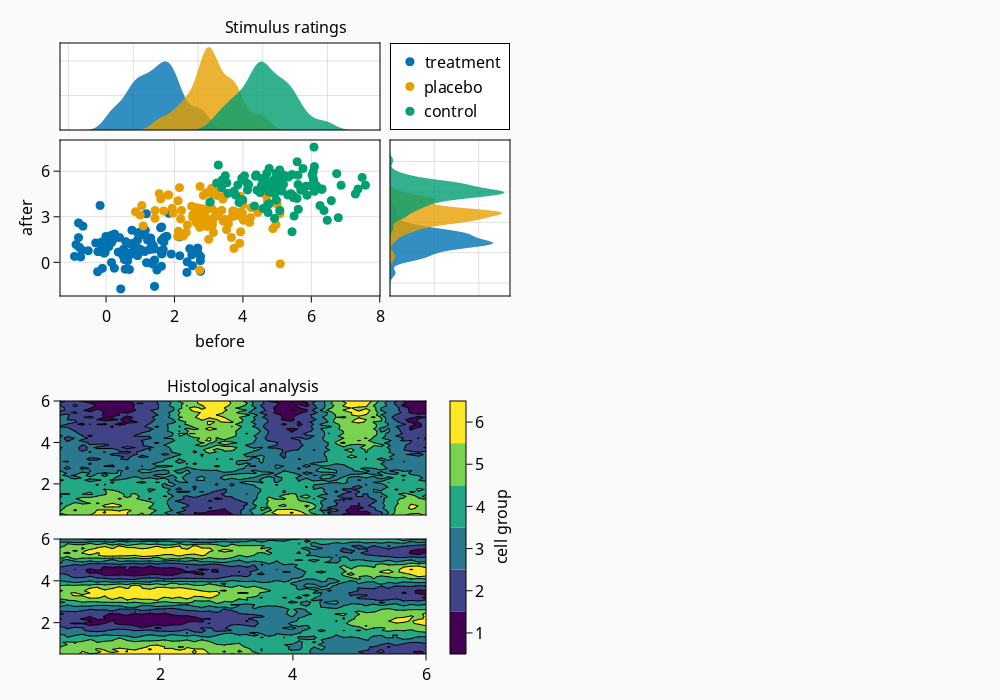 Stimulus ratings
treatment
placebo
control
after
6
3
0
0 2 4 6 8
before
Histological analysis
6
4
2
6
4
2
2 4 6
6
5
4
3
2
1
cell group